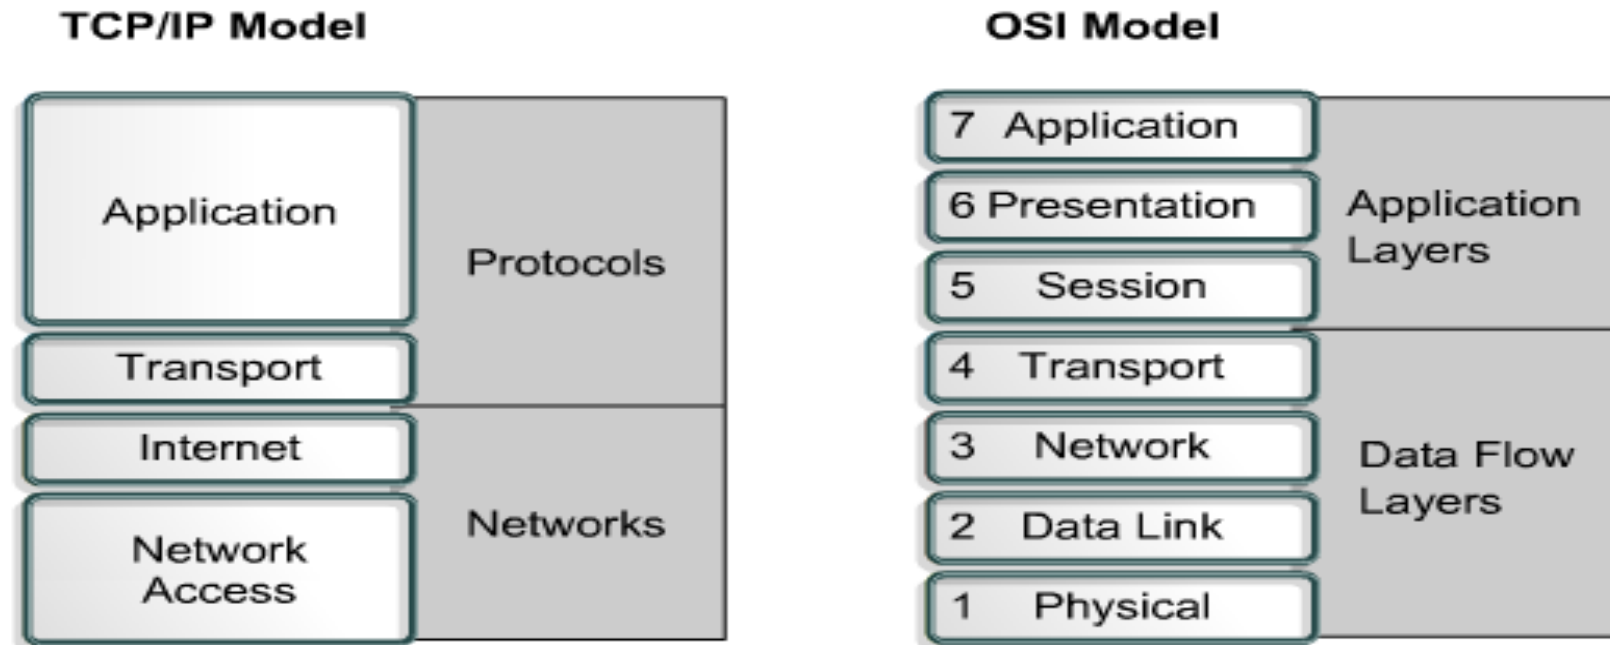 TCP/IP Model
Application
Transport
Internet
Network
Access
Protocols
Networks
OSI Model
7 Application
6 Presentation
5 Session
4 Transport
3 Network
2 Data Link
1 Physical
Application
Layers
Data Flow
Layers